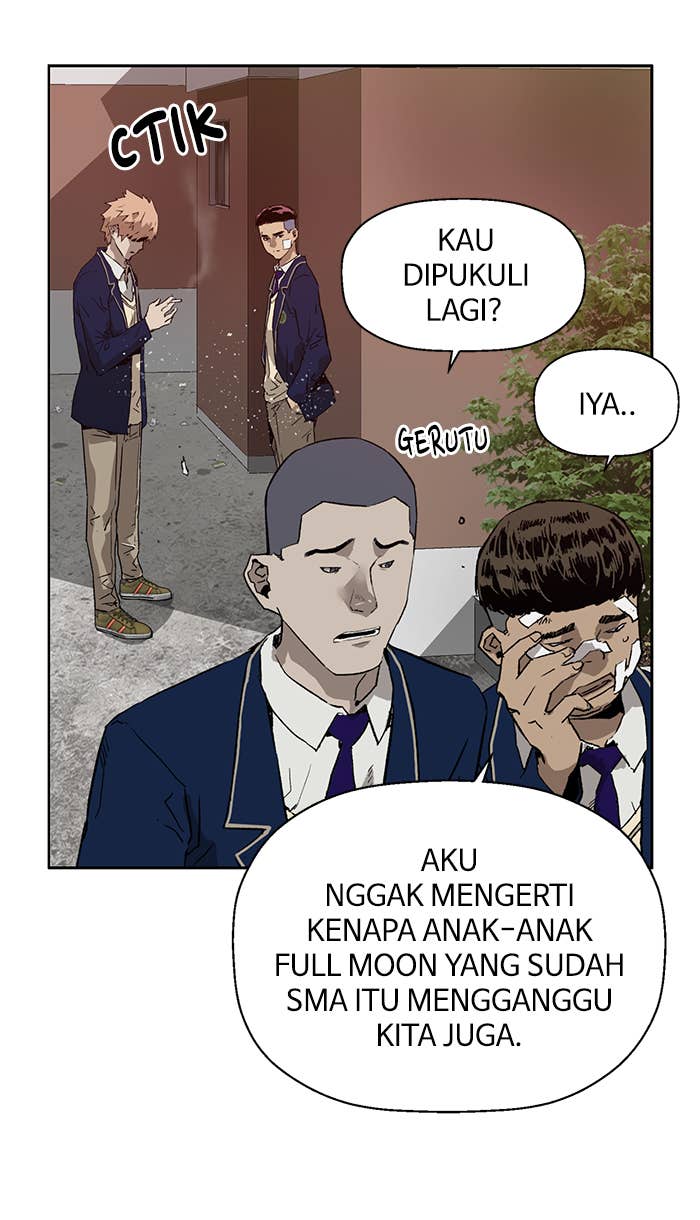 CTIK
KAU
DIPUKULI
LAGI?
IYA..
GERUTU
AKU
NGGAK MENGERTI
KENAPA ANAK-ANAK
FULL MOON YANG SUDAH
SMA ITU MENGGANGGU
KITA JUGA.